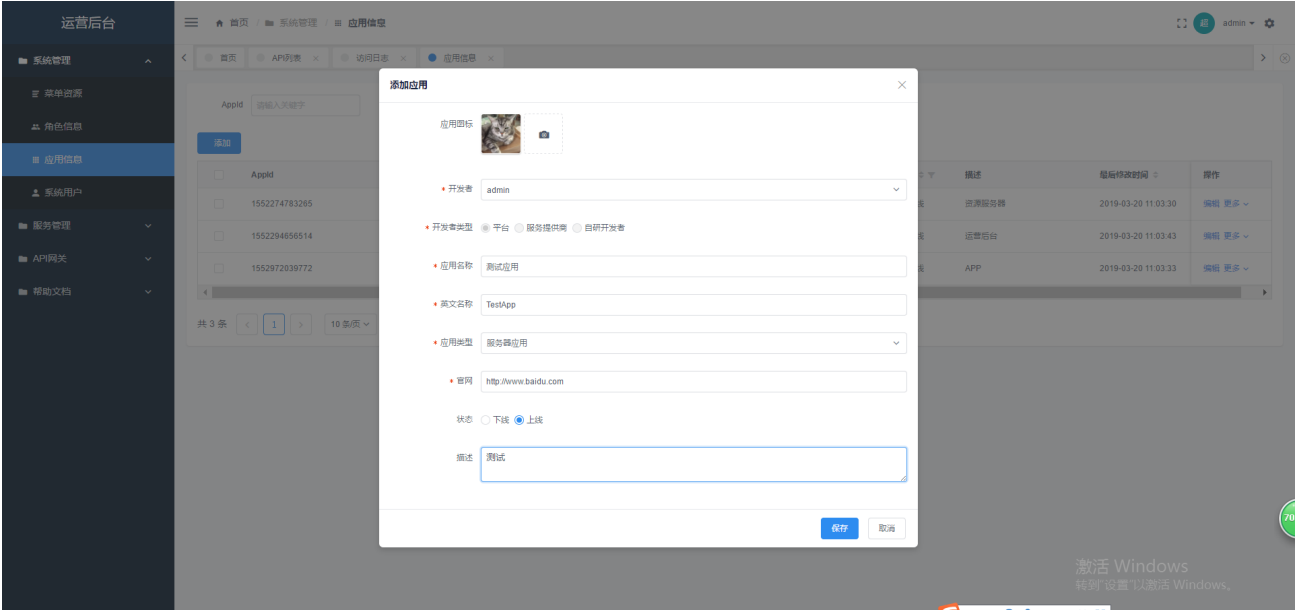 运营后台
首页 / 系统管理 / 应用信息
admin
系统管理
菜单资源
角色信息
应用信息
系统用户
服务管理
API网关
帮助文档
首页 API列表 × 访问日志 × 应用信息 ×
AppId 请输入关键字
添加
AppId 描述 最后修改时间 操作
1552274783265 资源服务器 2019-03-20 11:03:30 编辑 更多
1552294656514 运营后台 2019-03-20 11:03:43 编辑 更多
1552972039772 APP 2019-03-20 11:03:33 编辑 更多
共 3 条 1 10 条/页
添加应用
应用图标
* 开发者 admin
* 开发者类型 平台 服务提供商 自研开发者
* 应用名称 测试应用
* 英文名称 TestApp
* 应用类型 服务器应用
* 官网 http://www.baidu.com
状态 下线 上线
描述 测试
保存 取消
70
激活 Windows
转到"设置"以激活 Windows。